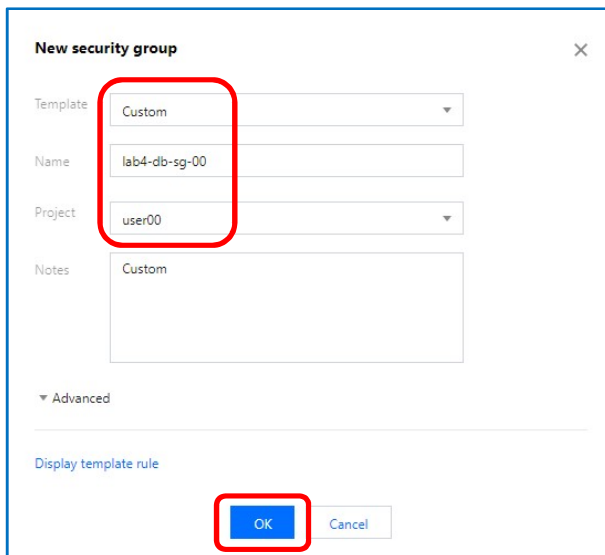 New security group
Template Custom
Name lab4-db-sg-00
Project user00
Notes Custom
Advanced
Display template rule
OK Cancel